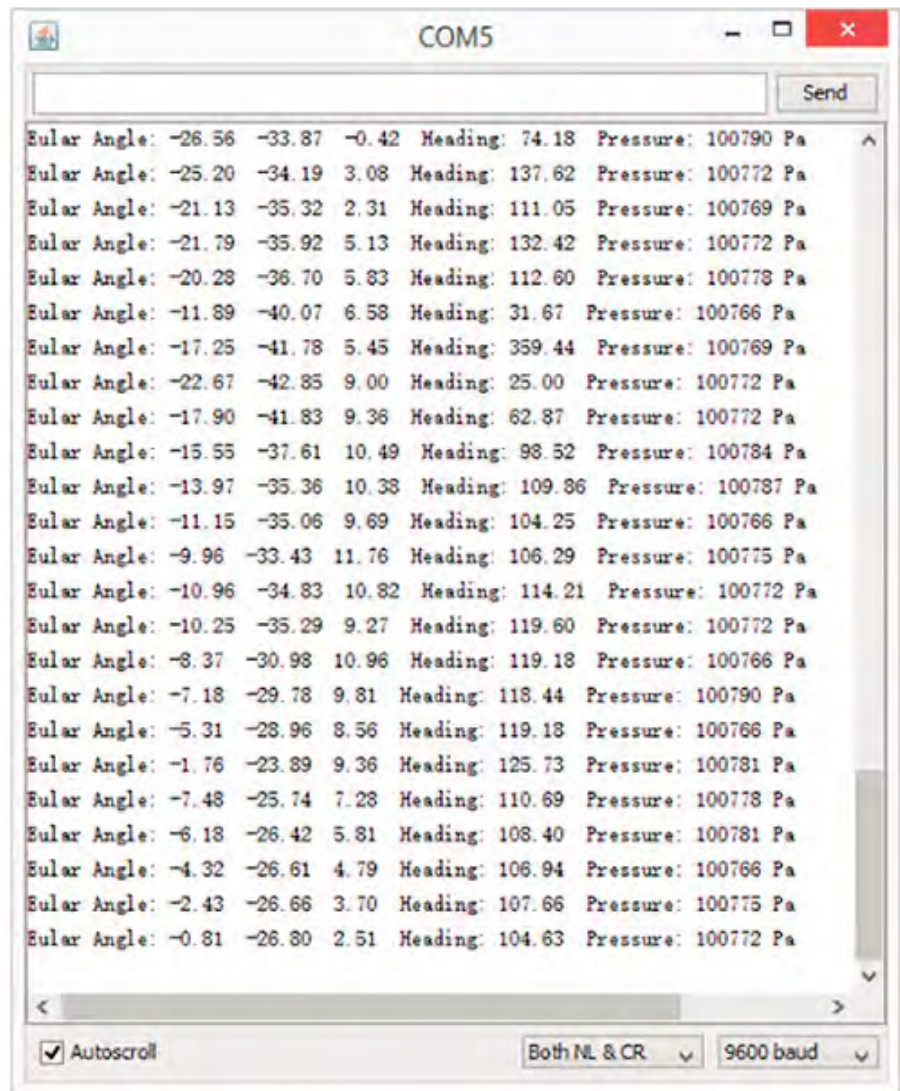 COM5
Send
Eular Angle: -26.56 -33.87 -0.42 Heading: 74.18 Pressure: 100790 Pa
Eular Angle: -25.20 -34.19 3.08 Heading: 137.62 Pressure: 100772 Pa
Eular Angle: -21.13 -35.32 2.31 Heading: 111.05 Pressure: 100769 Pa
Eular Angle: -21.79 -35.92 5.13 Heading: 132.42 Pressure: 100772 Pa
Eular Angle: -20.28 -36.70 5.83 Heading: 112.60 Pressure: 100778 Pa
Eular Angle: -11.89 -40.07 6.58 Heading: 31.67 Pressure: 100766 Pa
Eular Angle: -17.25 -41.78 5.45 Heading: 359.44 Pressure: 100769 Pa
Eular Angle: -22.67 -42.85 9.00 Heading: 25.00 Pressure: 100772 Pa
Eular Angle: -17.90 -41.83 9.36 Heading: 62.87 Pressure: 100772 Pa
Eular Angle: -15.55 -37.61 10.49 Heading: 98.52 Pressure: 100784 Pa
Eular Angle: -13.97 -35.36 10.38 Heading: 109.86 Pressure: 100787 Pa
Eular Angle: -11.15 -35.06 9.69 Heading: 104.25 Pressure: 100766 Pa
Eular Angle: -9.96 -33.43 11.76 Heading: 106.29 Pressure: 100775 Pa
Eular Angle: -10.96 -34.83 10.82 Heading: 114.21 Pressure: 100772 Pa
Eular Angle: -10.25 -35.29 9.27 Heading: 119.60 Pressure: 100772 Pa
Eular Angle: -8.37 -30.98 10.96 Heading: 119.18 Pressure: 100766 Pa
Eular Angle: -7.18 -29.78 9.81 Heading: 118.44 Pressure: 100790 Pa
Eular Angle: -5.31 -28.96 8.56 Heading: 119.18 Pressure: 100766 Pa
Eular Angle: -1.76 -23.89 9.36 Heading: 125.73 Pressure: 100781 Pa
Eular Angle: -7.48 -25.74 7.28 Heading: 110.69 Pressure: 100778 Pa
Eular Angle: -6.18 -26.42 5.81 Heading: 108.40 Pressure: 100781 Pa
Eular Angle: -4.32 -26.61 4.79 Heading: 106.94 Pressure: 100766 Pa
Eular Angle: -2.43 -26.66 3.70 Heading: 107.66 Pressure: 100775 Pa
Eular Angle: -0.81 -26.80 2.51 Heading: 104.63 Pressure: 100772 Pa
Autoscroll Both NL & CR 9600 baud